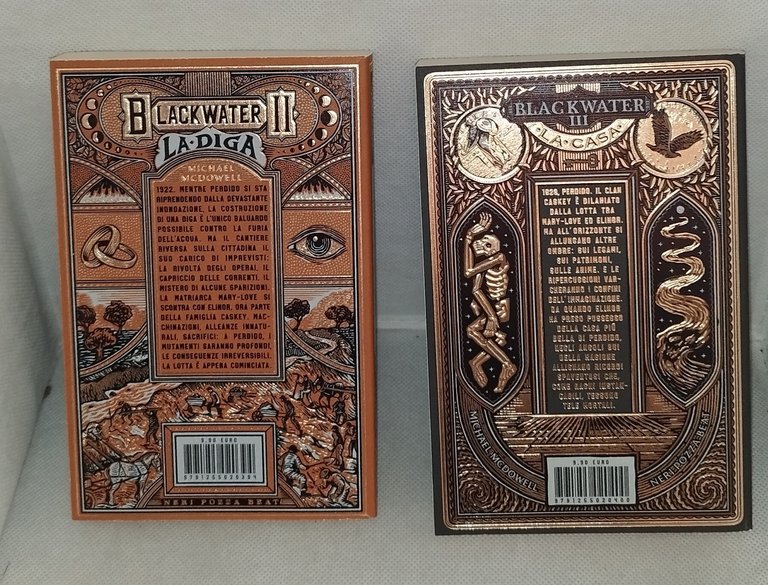 BLACKWATER II
LA·DIGA
MICHAEL
MCDOWELL
1922. MENTRE PERDIDO SI STA
RIPRENDENDO DALLA DEVASTANTE
INONDAZIONE, LA COSTRUZIONE
DI UNA DIGA È L'UNICO BALUARDO
POSSIBILE CONTRO LA FURIA
DELL'ACQUA. MA IL CANTIERE
RIVERSA SULLA CITTADINA IL
SUO CARICO DI IMPREVISTI:
LA RIVOLTA DEGLI OPERAI, IL
CAPRICCIO DELLE CORRENTI, IL
MISTERO DI ALCUNE SPARIZIONI.
LA MATRIARCA MARY-LOVE SI
SCONTRA CON ELINOR, ORA PARTE
DELLA FAMIGLIA CASKEY. MAC-
CHINAZIONI, ALLEANZE INNATU-
RALI, SACRIFICI: A PERDIDO, I
MUTAMENTI SARANNO PROFONDI,
LE CONSEGUENZE IRREVERSIBILI.
LA LOTTA È APPENA COMINCIATA.
9,90 EURO
9791255020394
NERI POZZA BEAT
BLACKWATER
III
·LA·CASA·
1928, PERDIDO. IL CLAN
CASKEY È DILANIATO
DALLA LOTTA TRA
MARY-LOVE ED ELINOR.
MA ALL'ORIZZONTE SI
ALLUNGANO ALTRE
OMBRE: SUI LEGAMI,
SUI PATRIMONI,
SULLE ANIME. E LE
RIPERCUSSIONI VAR-
CHERANNO I CONFINI
DELL'IMMAGINAZIONE.
DA QUANDO ELINOR
HA PRESO POSSESSO
DELLA CASA PIÙ
BELLA DI PERDIDO,
NEGLI ANGOLI BUI
DELLA MAGIONE
ALLIGNANO RICORDI
SPAVENTOSI CHE,
COME RAGNI INSTAN-
CABILI, TESSONO
TELE MORTALI.
MICHAEL MCDOWELL
NERI POZZA BEAT
9,90 EURO
9791255020400